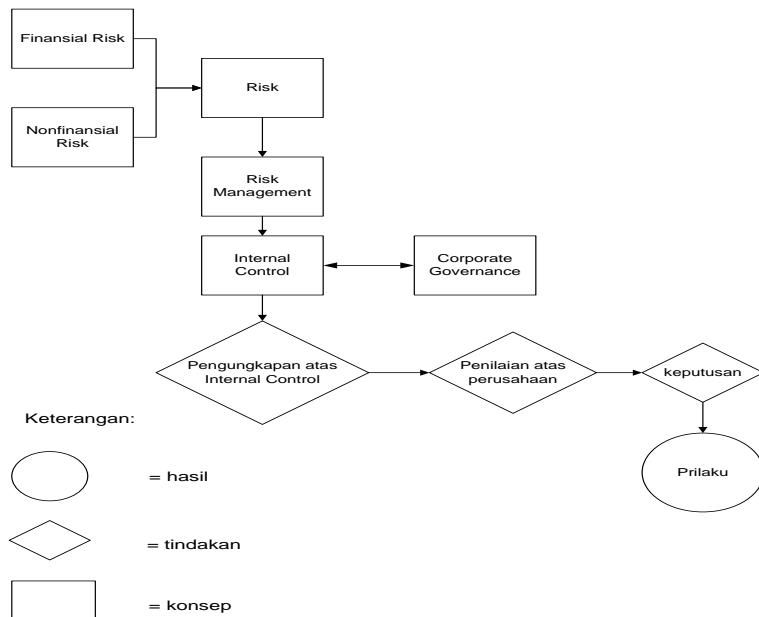 Finansial Risk
Nonfinansial
Risk
Risk
Risk
Management
Internal
Control
Corporate
Governance
Pengungkapan atas
Internal Control
Penilaian atas
perusahaan
keputusan
Prilaku
Keterangan:
= hasil
= tindakan
= konsep